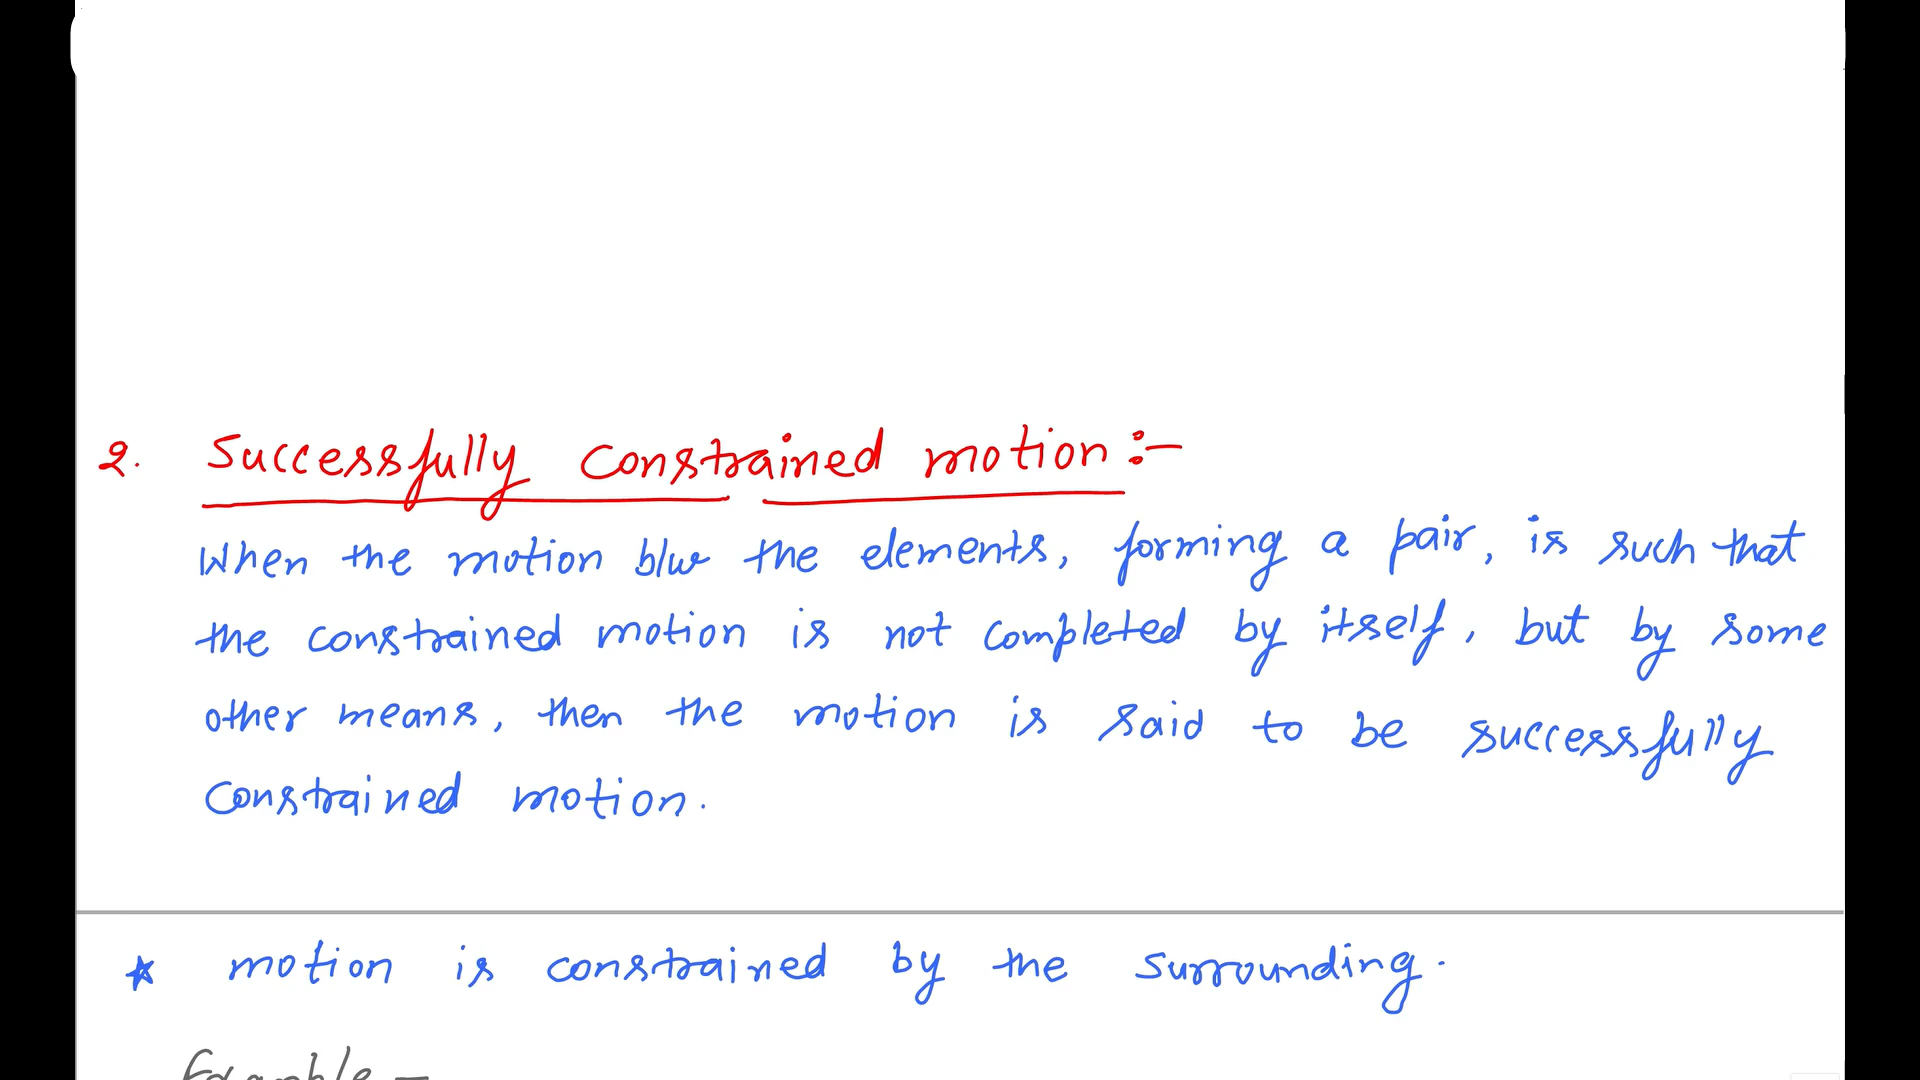 2. Successfully Constrained motion :-
When the motion b/w the elements, forming a pair, is such that
the constrained motion is not completed by itself, but by some
other means, then the motion is said to be successfully
Constrained motion.
* motion is constrained by the surrounding.
Example -